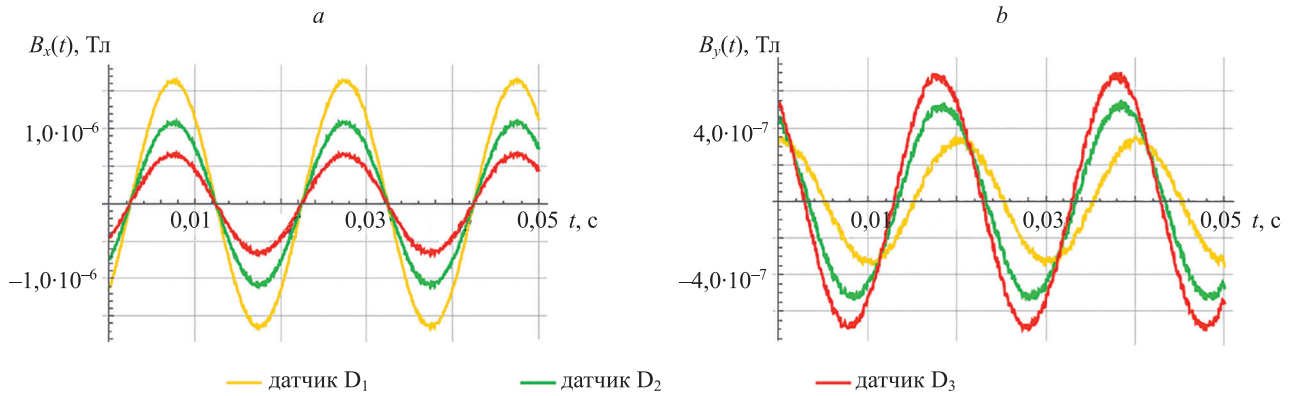 a
b
Bₓ(t), Тл
B_y(t), Тл
1,0·10⁻⁶
4,0·10⁻⁷
0,01 0,03 0,05 t, с
0,01 0,03 0,05 t, с
–1,0·10⁻⁶
–4,0·10⁻⁷
датчик D₁ датчик D₂ датчик D₃